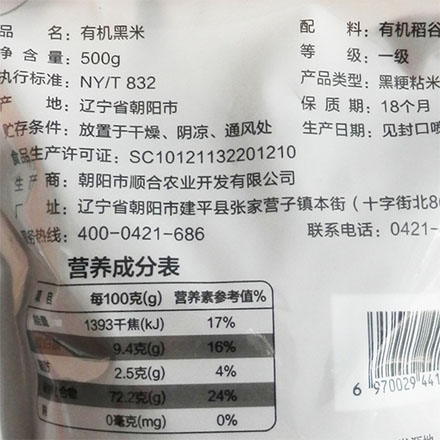 品 名：有机黑米 配 料：有机稻谷
净含量：500g 等 级：一级
执行标准：NY/T 832 产品类型：黑粳粘米
产 地：辽宁省朝阳市 保质期：18个月
贮存条件：放置于干燥、阴凉、通风处 生产日期：见封口喷
食品生产许可证：SC10121132201210
生产商：朝阳市顺合农业开发有限公司
厂 址：辽宁省朝阳市建平县张家营子镇本街（十字街北80
服务热线：400-0421-686 联系电话：0421-
营养成分表
项目 每100克(g) 营养素参考值%
能量 1393千焦(kJ) 17%
9.4克(g) 16%
2.5克(g) 4%
72.2克(g) 24%
0毫克(mg) 0%
6 970029 441